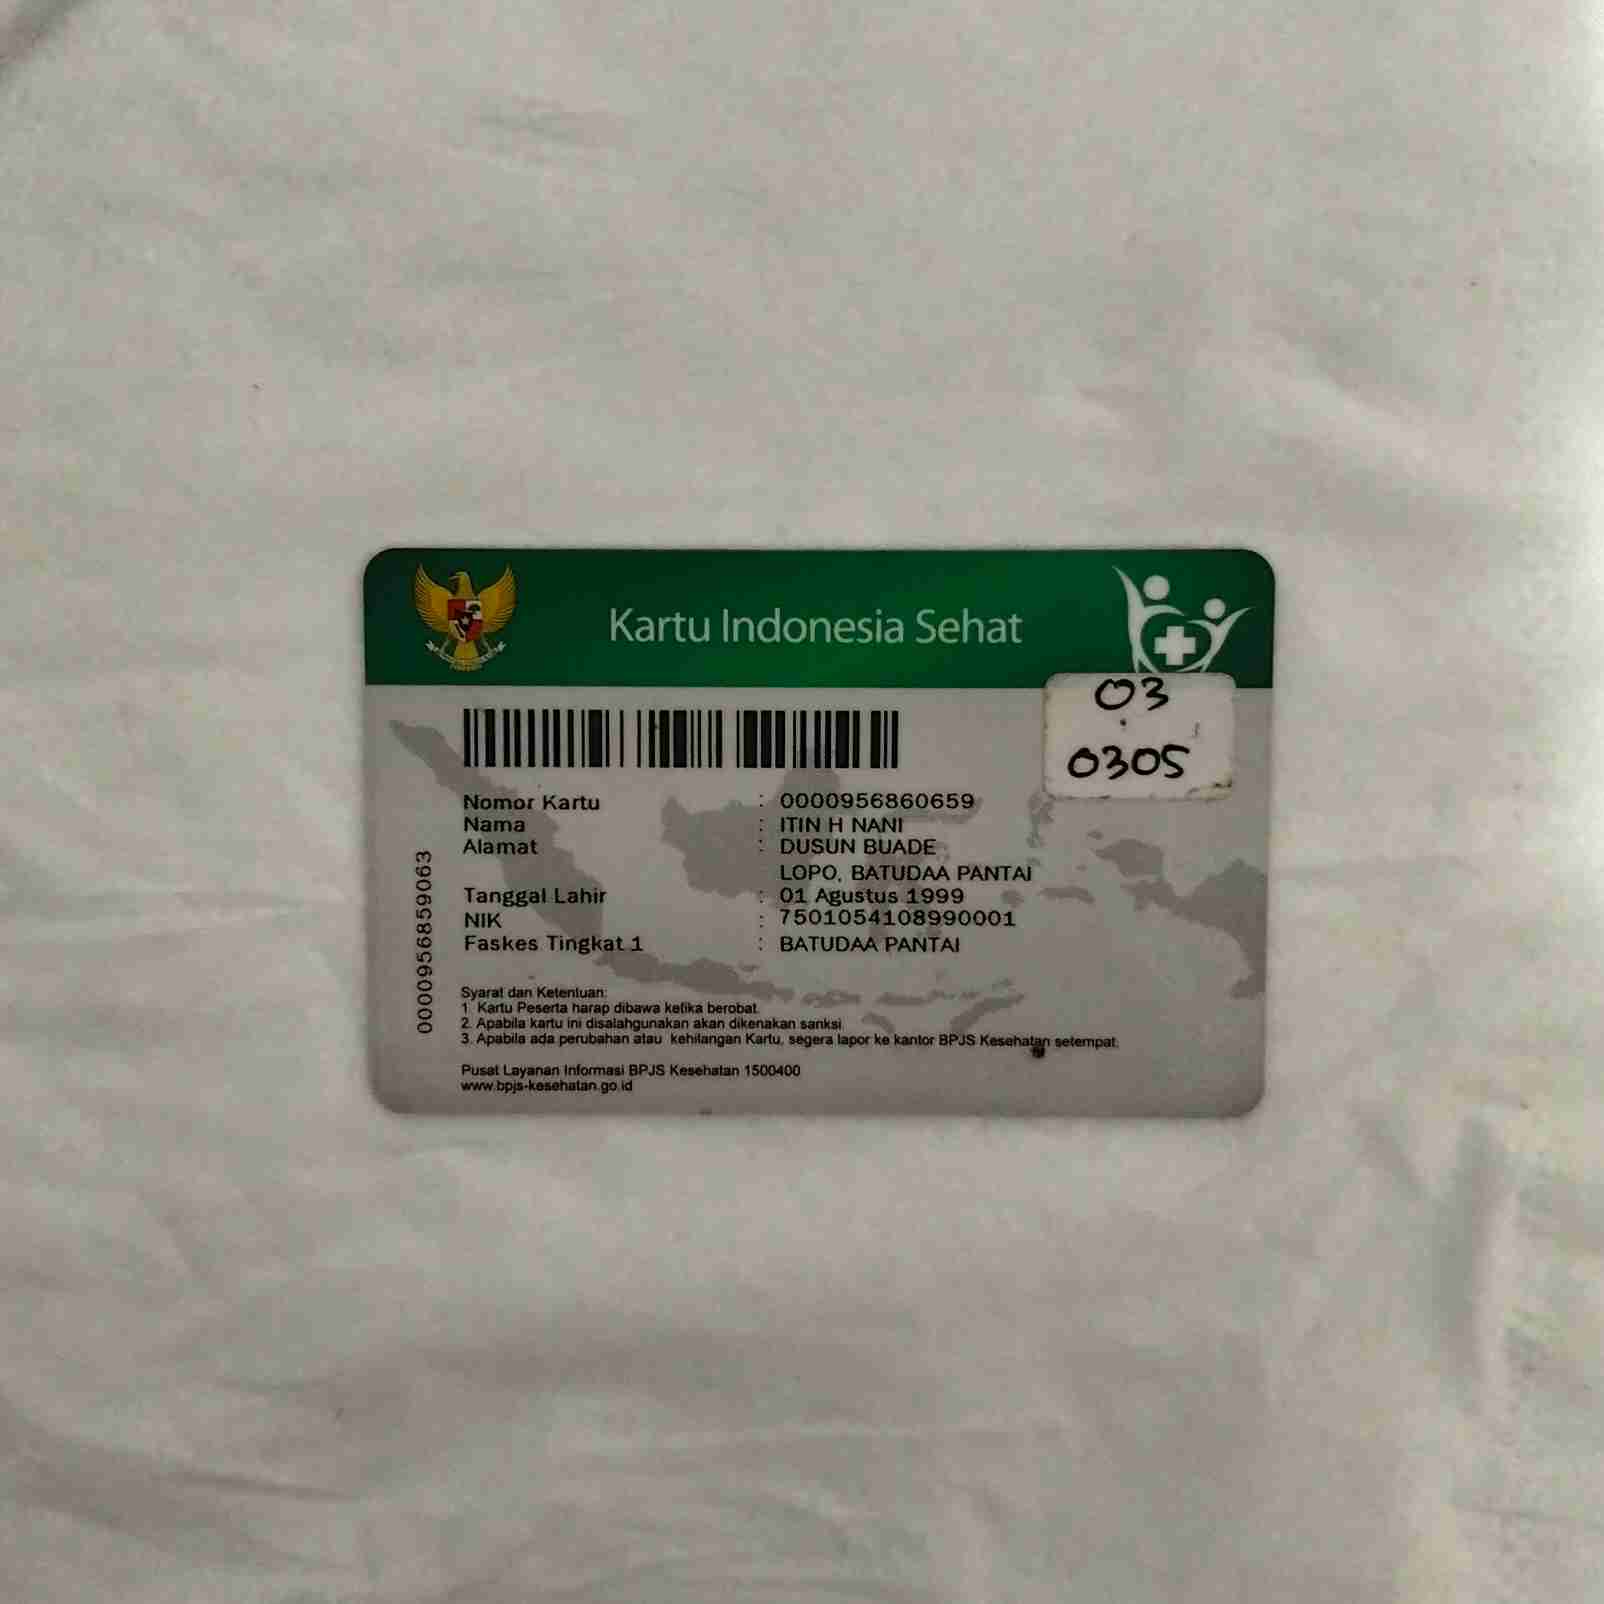 Kartu Indonesia Sehat
03
0305
Nomor Kartu : 0000956860659
Nama : ITIN H NANI
Alamat : DUSUN BUADE
LOPO, BATUDAA PANTAI
Tanggal Lahir : 01 Agustus 1999
NIK : 7501054108990001
Faskes Tingkat 1 : BATUDAA PANTAI
0000956859063
Syarat dan Ketentuan:
1. Kartu Peserta harap dibawa ketika berobat.
2. Apabila kartu ini disalahgunakan akan dikenakan sanksi
3. Apabila ada perubahan atau kehilangan Kartu, segera lapor ke kantor BPJS Kesehatan setempat.
Pusat Layanan Informasi BPJS Kesehatan 1500400
www.bpjs-kesehatan.go.id